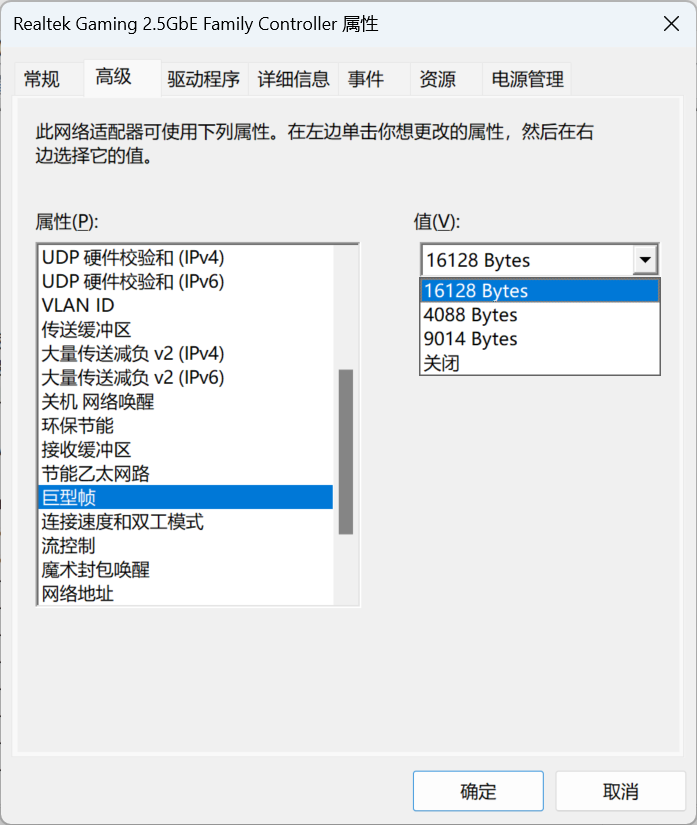 Realtek Gaming 2.5GbE Family Controller 属性
常规 高级 驱动程序 详细信息 事件 资源 电源管理
此网络适配器可使用下列属性。在左边单击你想更改的属性，然后在右
边选择它的值。
属性(P):
UDP 硬件校验和 (IPv4)
UDP 硬件校验和 (IPv6)
VLAN ID
传送缓冲区
大量传送减负 v2 (IPv4)
大量传送减负 v2 (IPv6)
关机 网络唤醒
环保节能
接收缓冲区
节能乙太网路
巨型帧
连接速度和双工模式
流控制
魔术封包唤醒
网络地址
值(V):
16128 Bytes
16128 Bytes
4088 Bytes
9014 Bytes
关闭
确定 取消